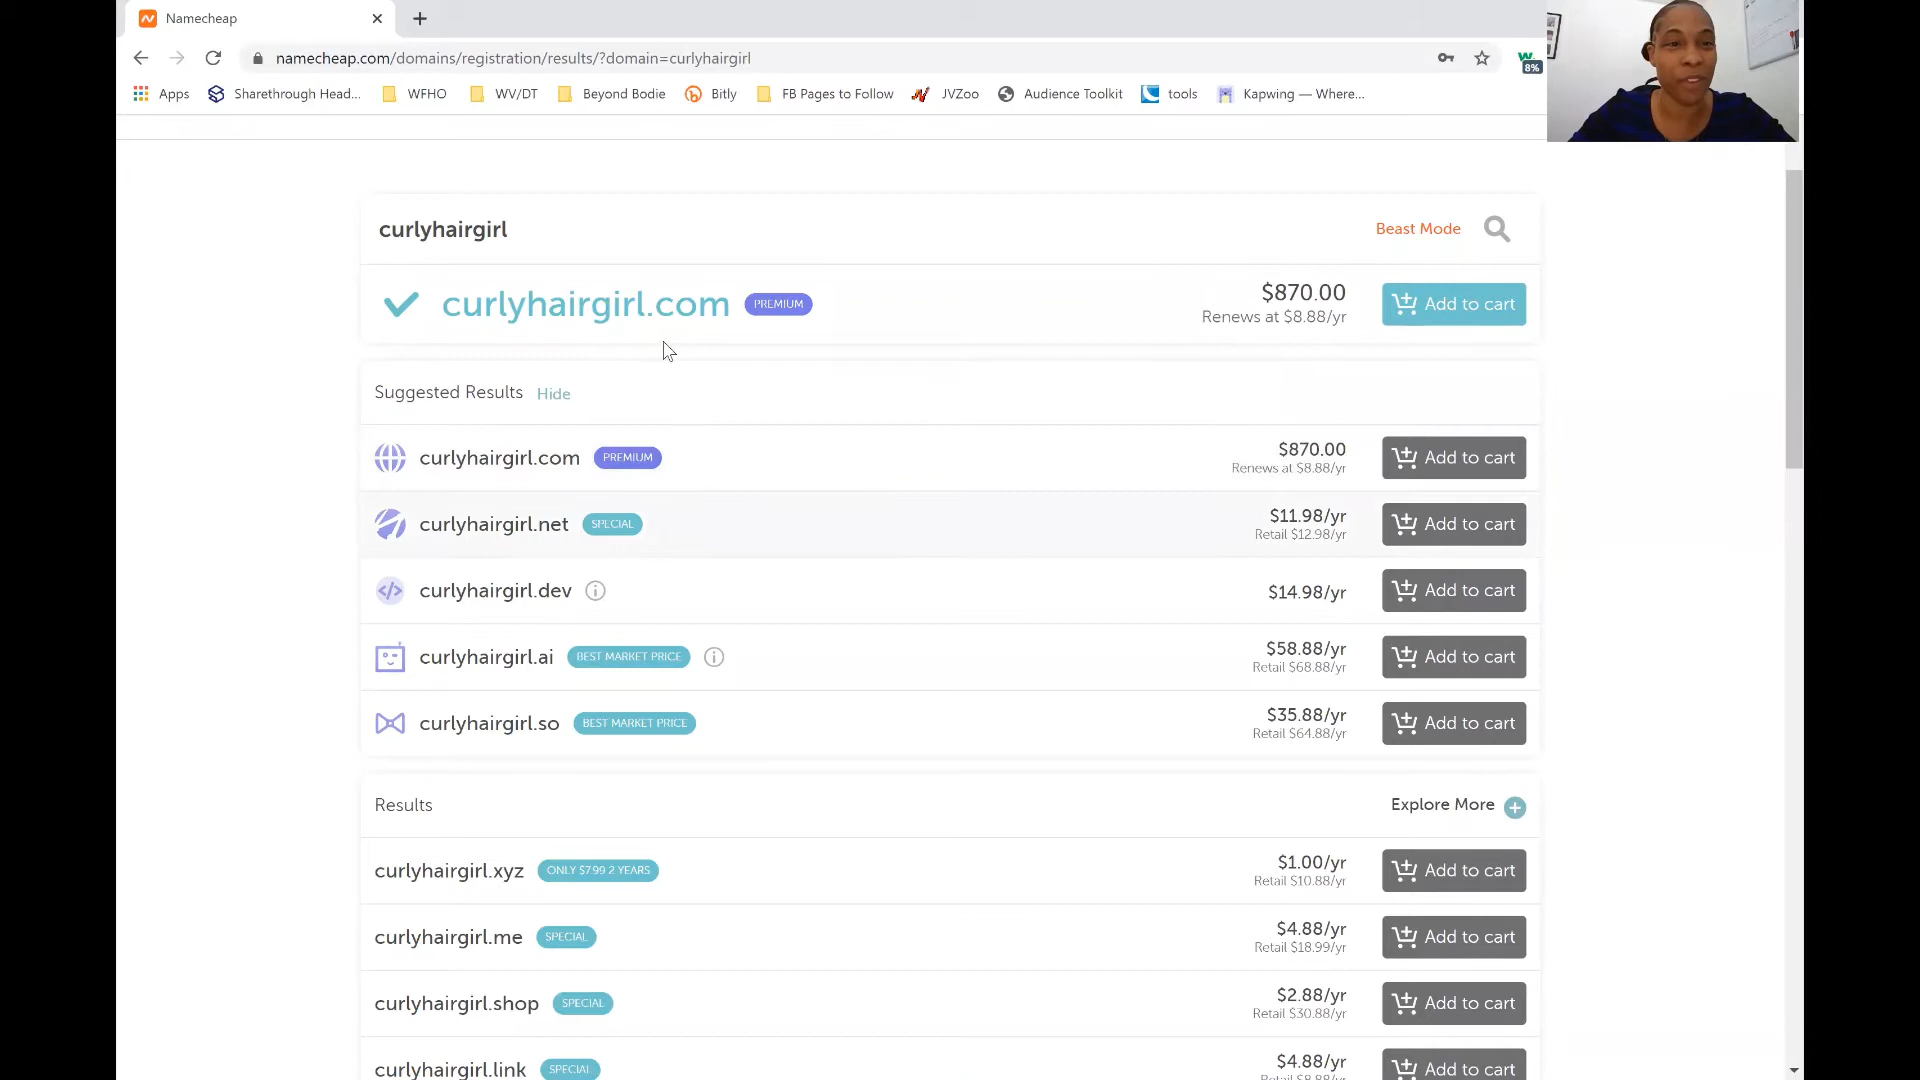 Namecheap
namecheap.com/domains/registration/results/?domain=curlyhairgirl
8%
Apps Sharethrough Head... WFHO WV/DT Beyond Bodie Bitly FB Pages to Follow JVZoo Audience Toolkit tools Kapwing — Where...
curlyhairgirl Beast Mode
curlyhairgirl.com PREMIUM $870.00 Add to cart
Renews at $8.88/yr
Suggested Results Hide
curlyhairgirl.com PREMIUM $870.00 Add to cart
Renews at $8.88/yr
curlyhairgirl.net SPECIAL $11.98/yr Add to cart
Retail $12.98/yr
curlyhairgirl.dev $14.98/yr Add to cart
curlyhairgirl.ai BEST MARKET PRICE $58.88/yr Add to cart
Retail $68.88/yr
curlyhairgirl.so BEST MARKET PRICE $35.88/yr Add to cart
Retail $64.88/yr
Results Explore More
curlyhairgirl.xyz ONLY $7.99 2 YEARS $1.00/yr Add to cart
Retail $10.88/yr
curlyhairgirl.me SPECIAL $4.88/yr Add to cart
Retail $18.99/yr
curlyhairgirl.shop SPECIAL $2.88/yr Add to cart
Retail $30.88/yr
curlyhairgirl.link SPECIAL $4.88/yr Add to cart
Retail $8.88/yr